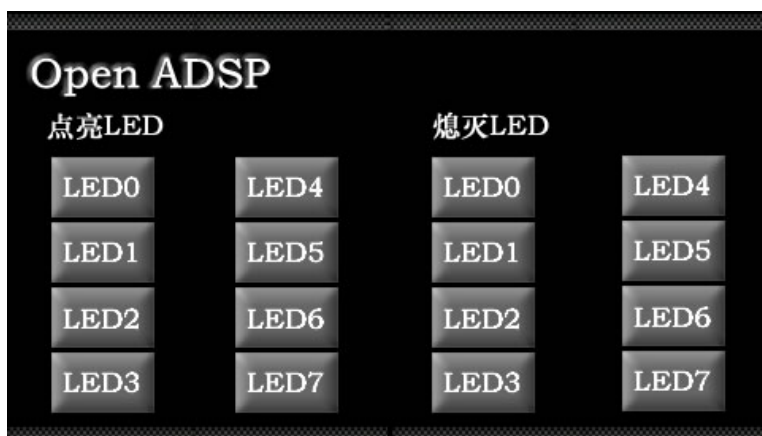 Open ADSP
点亮LED 熄灭LED
LED0 LED4 LED0 LED4
LED1 LED5 LED1 LED5
LED2 LED6 LED2 LED6
LED3 LED7 LED3 LED7